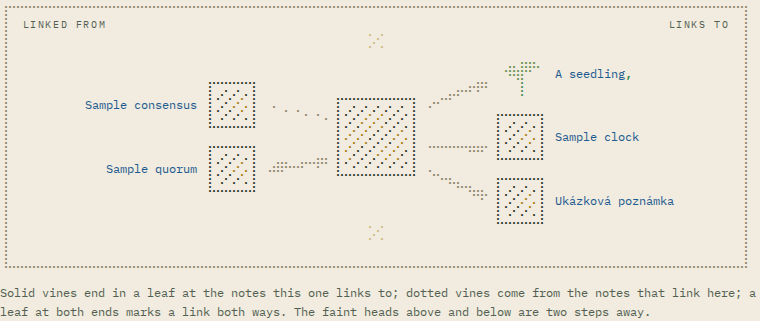 LINKED FROM
LINKS TO
A seedling,
Sample consensus
Sample clock
Sample quorum
Ukázková poznámka
Solid vines end in a leaf at the notes this one links to; dotted vines come from the notes that link here; a
leaf at both ends marks a link both ways. The faint heads above and below are two steps away.